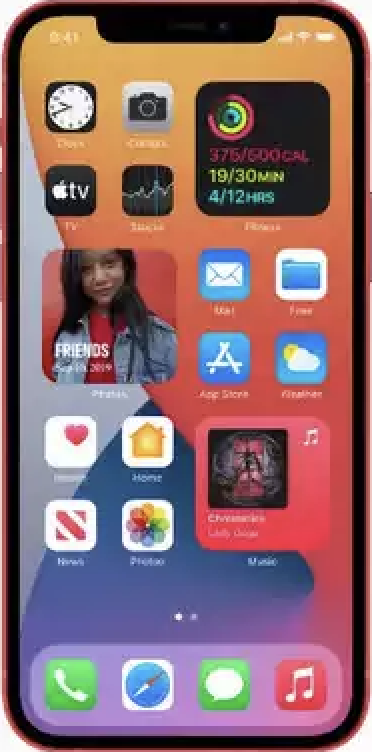 9:41
Clock
Camera
375/500CAL
19/30MIN
4/12HRS
tv
TV
Stocks
Fitness
FRIENDS
Sep 10, 2019
Photos
Mail
Files
App Store
Weather
Health
Home
Chromatica
Lady Gaga
News
Photos
Music